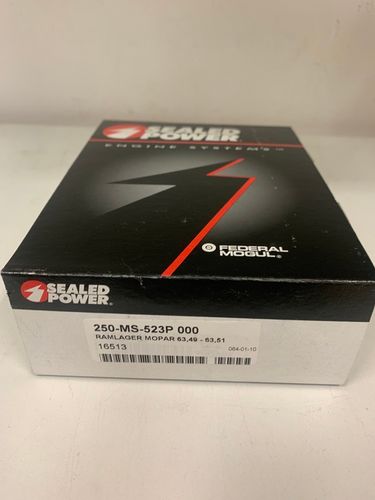 SEALED
POWER
ENGINE SYSTEMS™
FEDERAL
MOGUL®
SEALED
POWER®
250-MS-523P 000
RAMLAGER MOPAR 63,49 - 63,51
16513
064-01-10